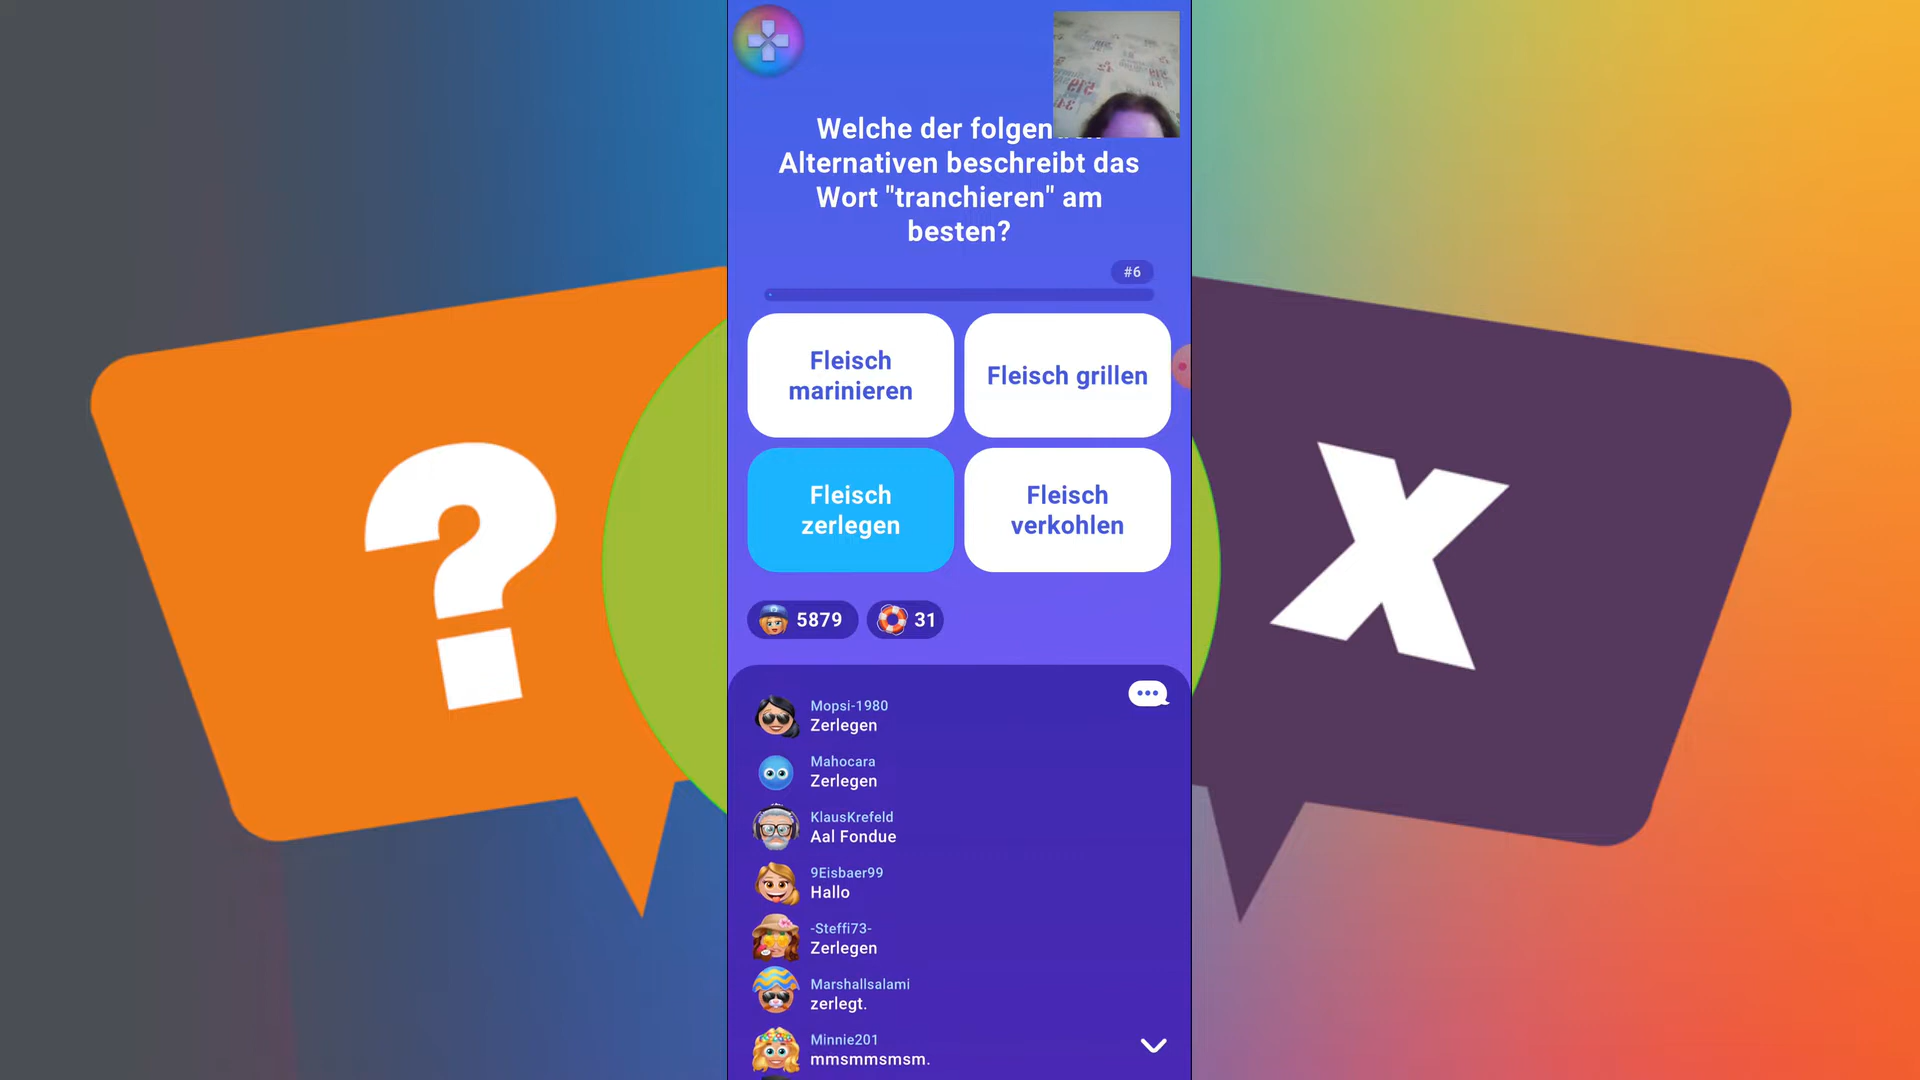 Welche der folgen
Alternativen beschreibt das
Wort "tranchieren" am
besten?
#6
Fleisch
marinieren
Fleisch grillen
Fleisch
zerlegen
Fleisch
verkohlen
5879
31
Mopsi-1980
Zerlegen
Mahocara
Zerlegen
KlausKrefeld
Aal Fondue
9Eisbaer99
Hallo
-Steffi73-
Zerlegen
Marshallsalami
zerlegt.
Minnie201
mmsmmsmsm.
? X